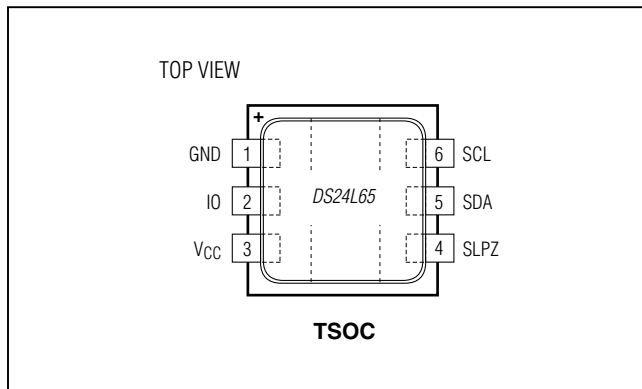 TOP VIEW
+
GND 1
6 SCL
IO 2
DS24L65
5 SDA
VCC 3
4 SLPZ
TSOC